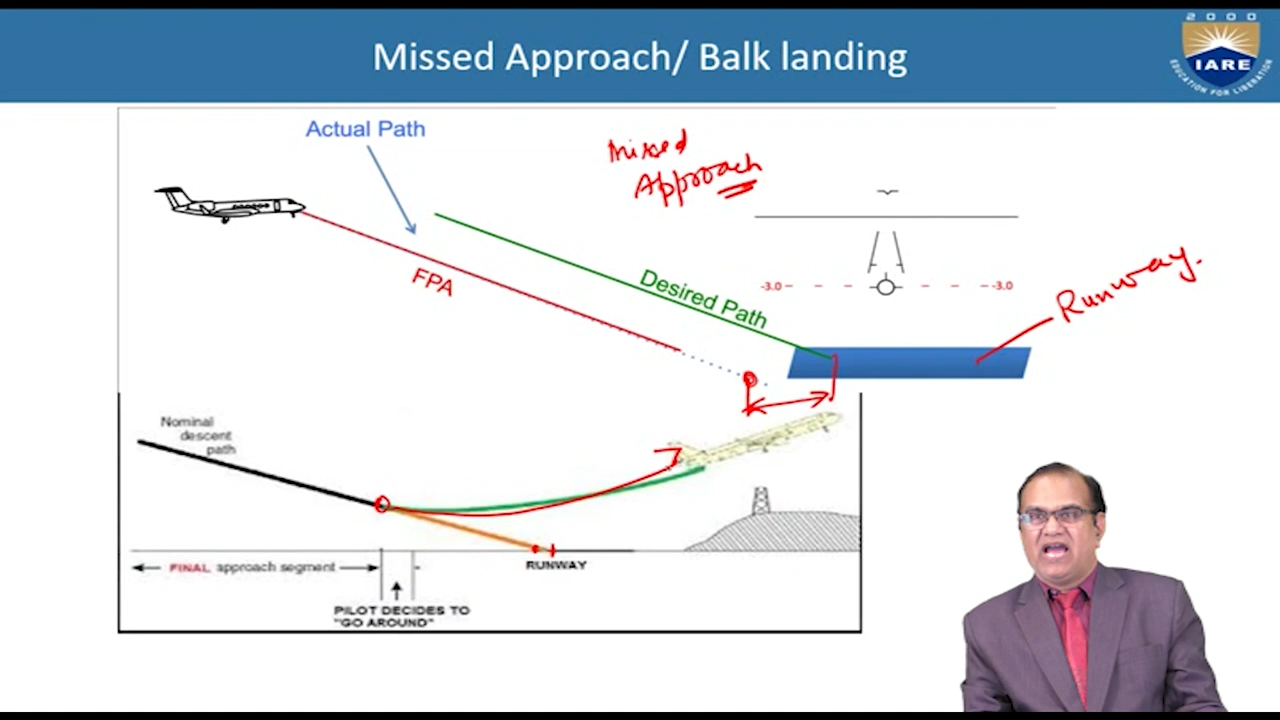 Missed Approach/ Balk landing
2000
IARE
EDUCATION FOR LIBERATION
Actual Path
Missed
Approach
FPA
Desired Path
-3.0
-3.0
Runway.
Nominal
descent
path
FINAL approach segment
RUNWAY
PILOT DECIDES TO
"GO AROUND"